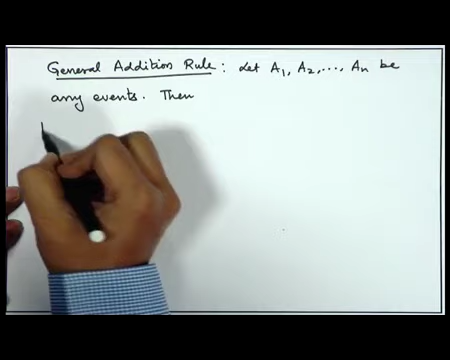 General Addition Rule : Let A₁, A₂, ..., Aₙ be
any events. Then